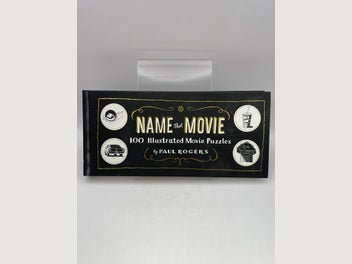 NAME that MOVIE
100 Illustrated Movie Puzzles
by PAUL ROGERS